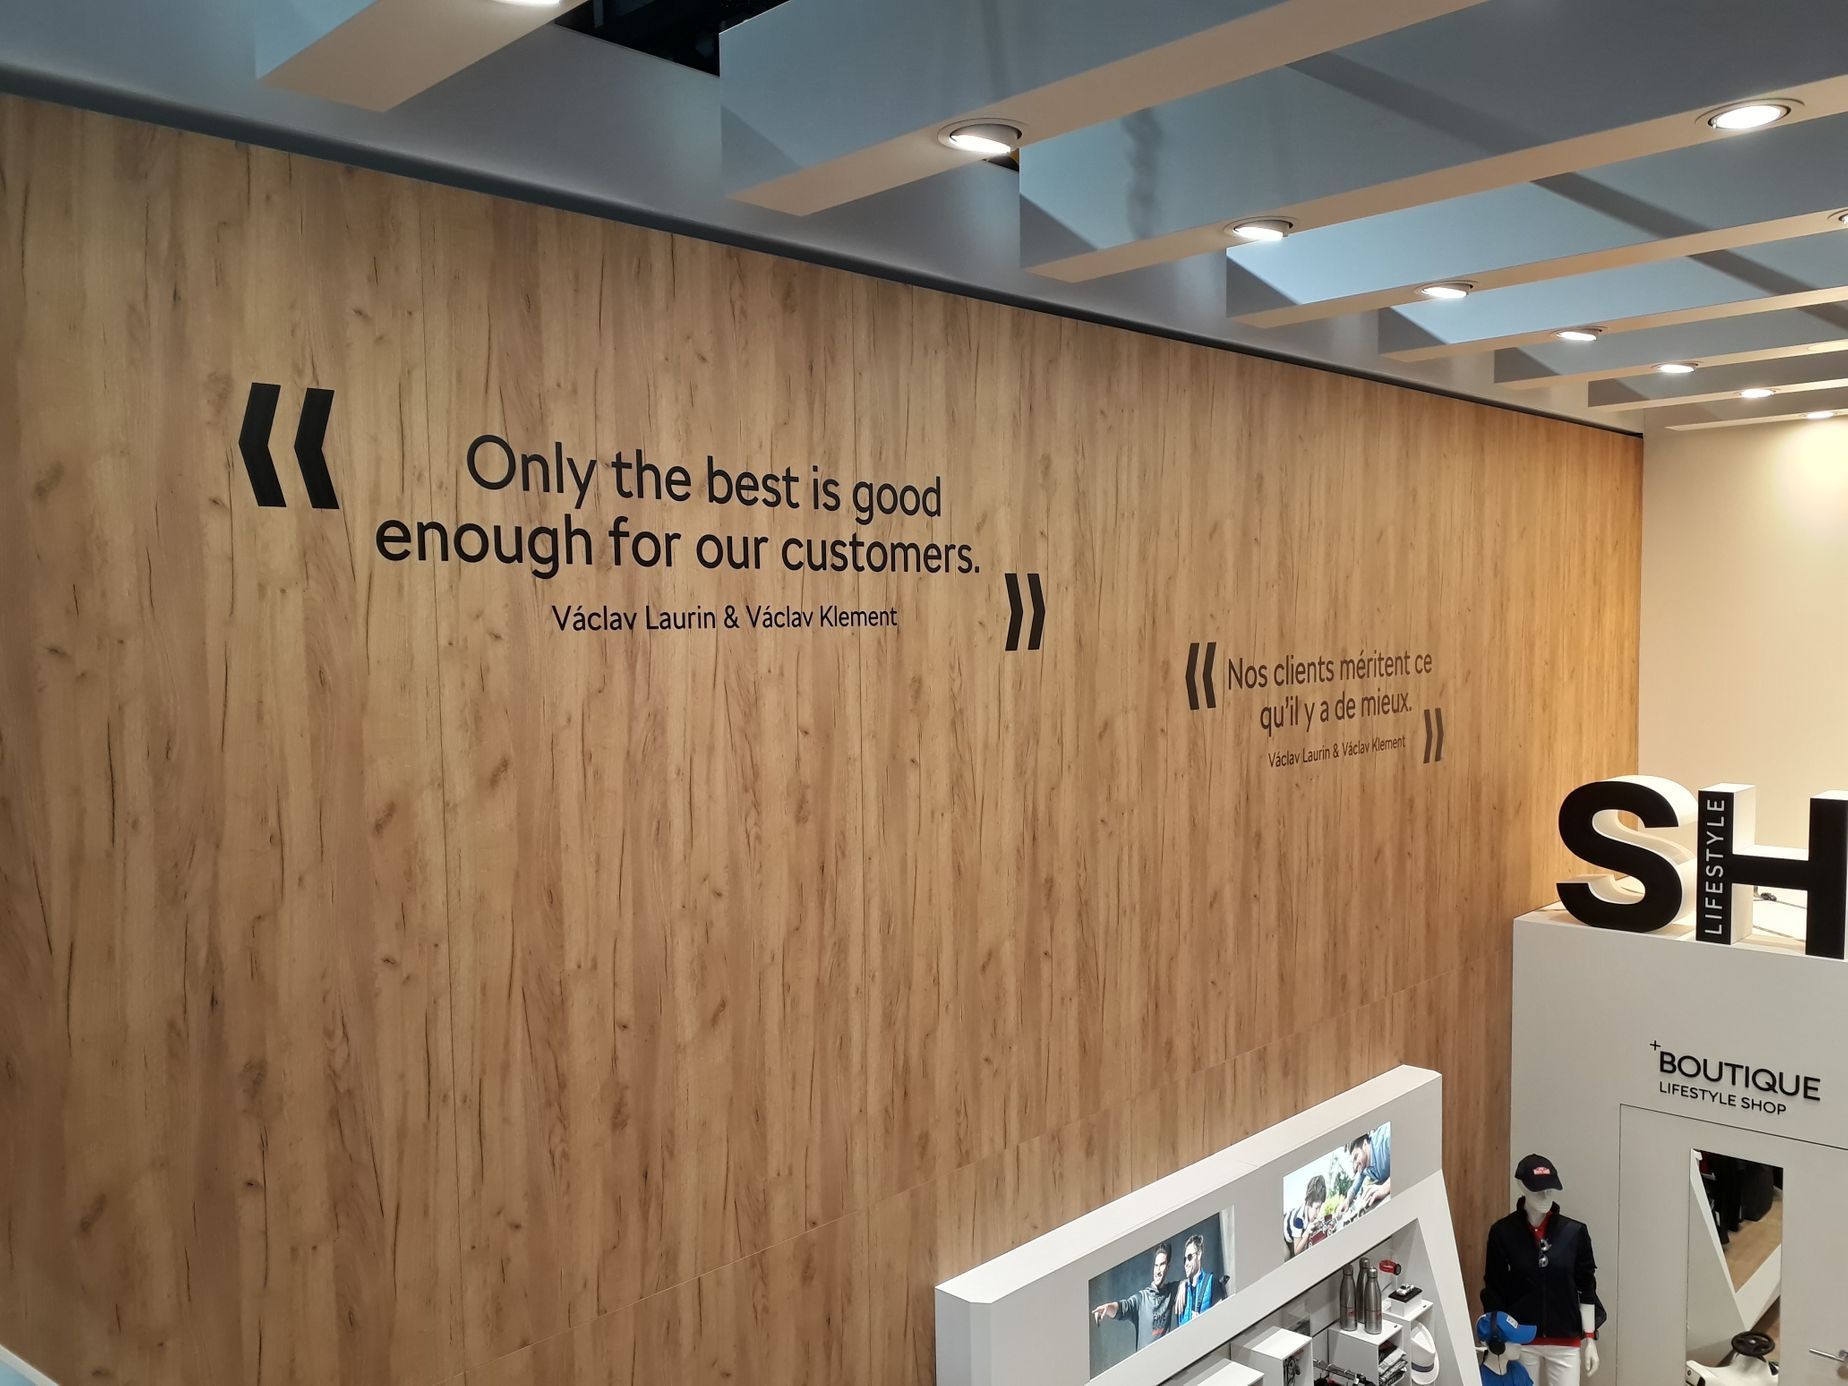 « Only the best is good
enough for our customers. »
Václav Laurin & Václav Klement
« Nos clients méritent ce
qu'il y a de mieux. »
Václav Laurin & Václav Klement
SH
LIFESTYLE
+BOUTIQUE
LIFESTYLE SHOP